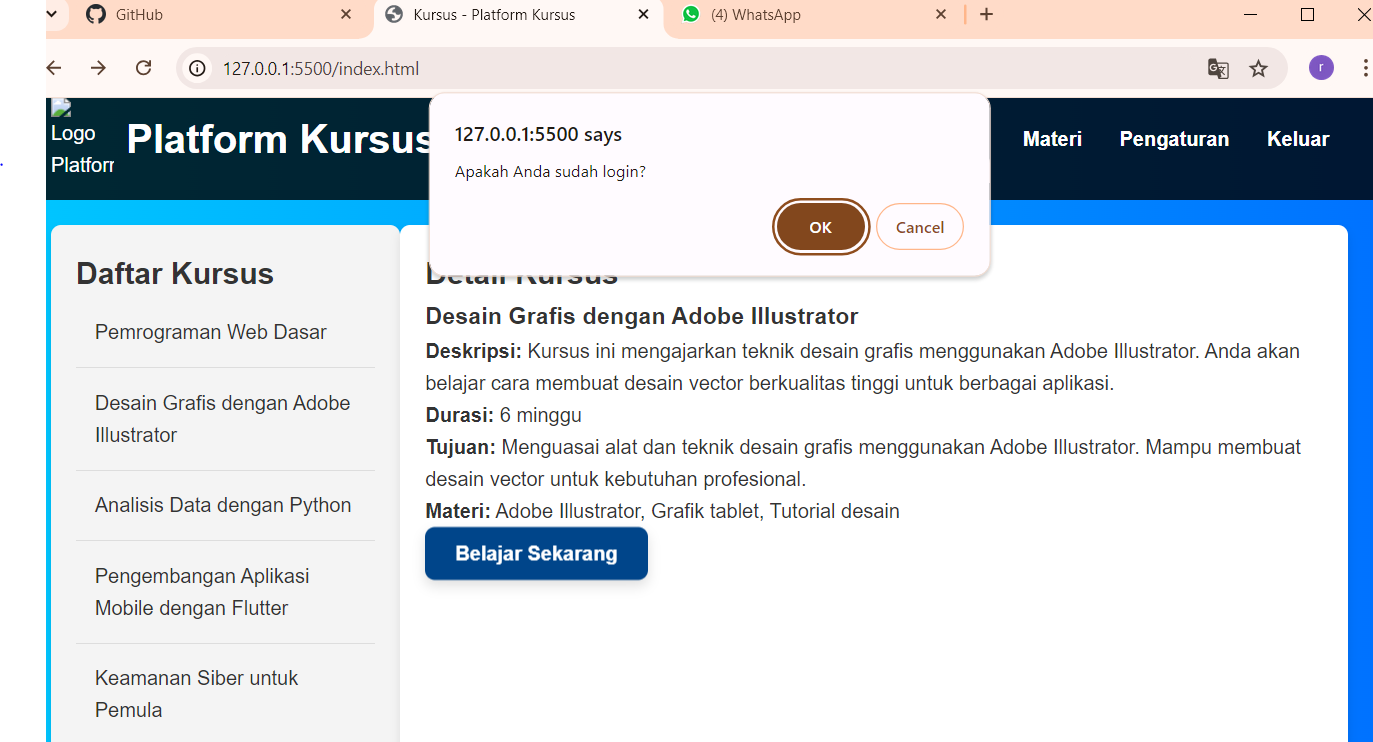 GitHub
Kursus - Platform Kursus
(4) WhatsApp
127.0.0.1:5500/index.html
r
Logo
Platform Kursus
Materi
Pengaturan
Keluar
127.0.0.1:5500 says
Apakah Anda sudah login?
OK
Cancel
Daftar Kursus
Pemrograman Web Dasar
Desain Grafis dengan Adobe
Illustrator
Analisis Data dengan Python
Pengembangan Aplikasi
Mobile dengan Flutter
Keamanan Siber untuk
Pemula
Detail Kursus
Desain Grafis dengan Adobe Illustrator
Deskripsi: Kursus ini mengajarkan teknik desain grafis menggunakan Adobe Illustrator. Anda akan
belajar cara membuat desain vector berkualitas tinggi untuk berbagai aplikasi.
Durasi: 6 minggu
Tujuan: Menguasai alat dan teknik desain grafis menggunakan Adobe Illustrator. Mampu membuat
desain vector untuk kebutuhan profesional.
Materi: Adobe Illustrator, Grafik tablet, Tutorial desain
Belajar Sekarang